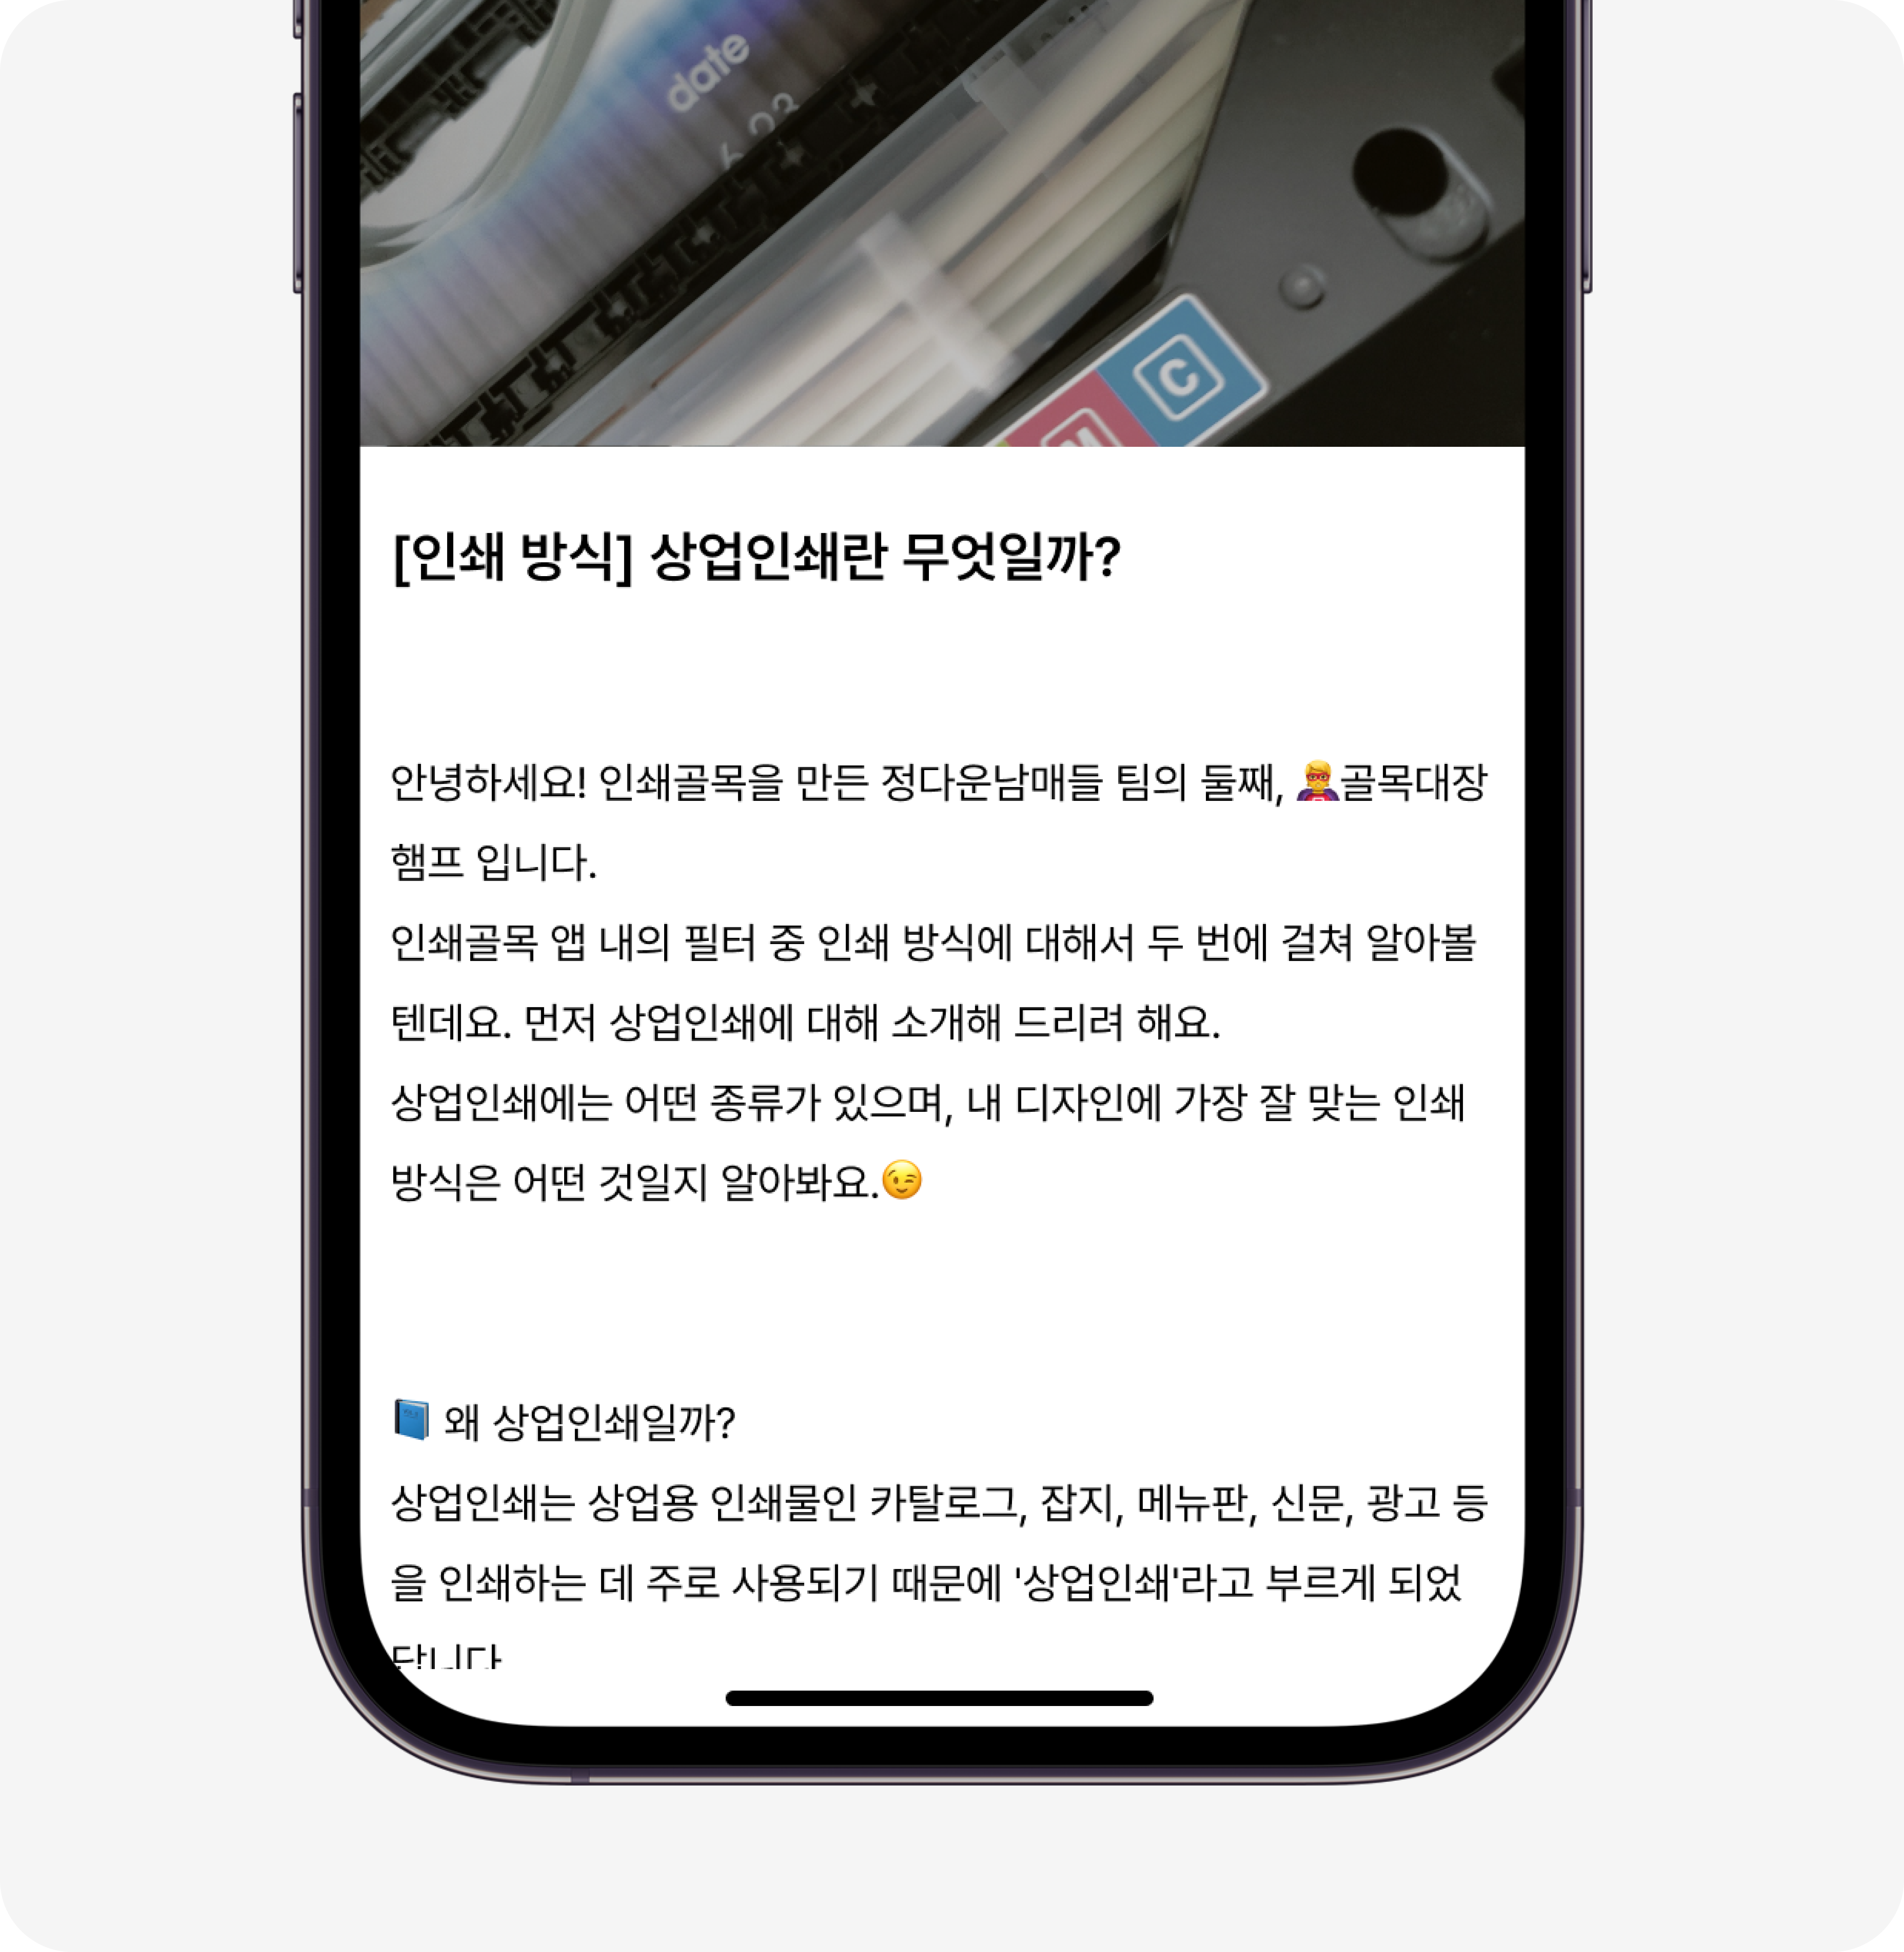 date
6.23
C
M
[인쇄 방식] 상업인쇄란 무엇일까?
안녕하세요! 인쇄골목을 만든 정다운남매들 팀의 둘째, 🦹‍♂️골목대장
햄프 입니다.
인쇄골목 앱 내의 필터 중 인쇄 방식에 대해서 두 번에 걸쳐 알아볼
텐데요. 먼저 상업인쇄에 대해 소개해 드리려 해요.
상업인쇄에는 어떤 종류가 있으며, 내 디자인에 가장 잘 맞는 인쇄
방식은 어떤 것일지 알아봐요.😉
📘 왜 상업인쇄일까?
상업인쇄는 상업용 인쇄물인 카탈로그, 잡지, 메뉴판, 신문, 광고 등
을 인쇄하는 데 주로 사용되기 때문에 '상업인쇄'라고 부르게 되었